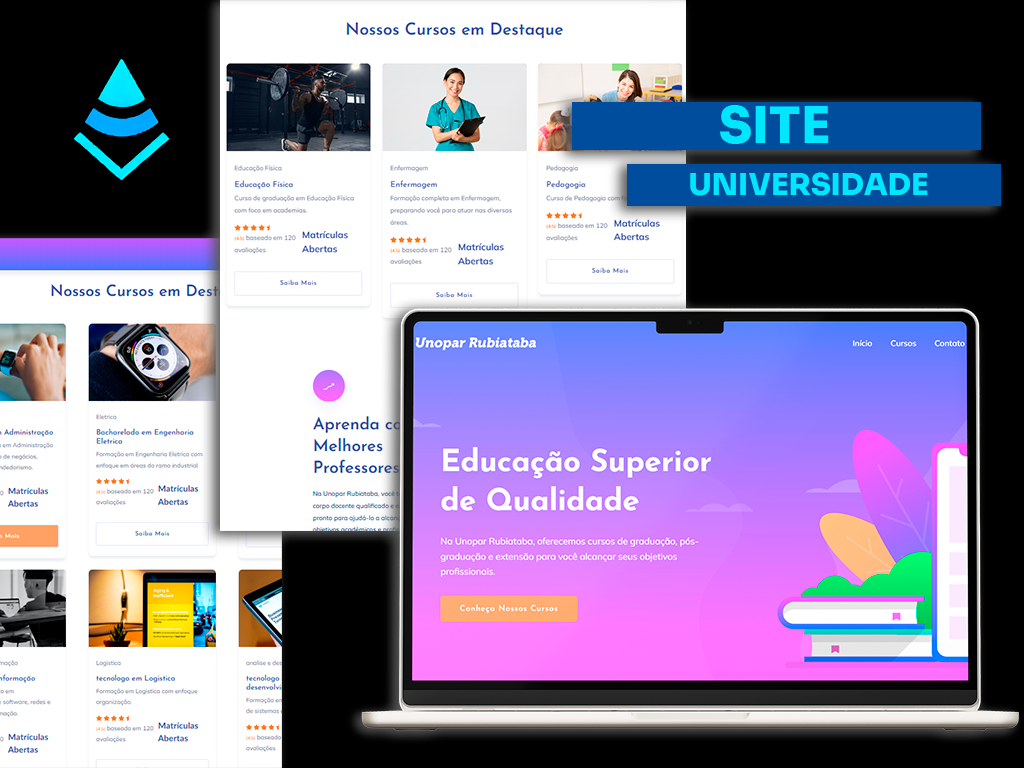 Nossos Cursos em Destaque
Educação Física
Educação Física
Curso de graduação em Educação Física
com foco em academias.
(4.5) baseado em 120
avaliações
Matrículas
Abertas
Saiba Mais
Enfermagem
Enfermagem
Formação completa em Enfermagem,
preparando você para atuar nas diversas
áreas.
(4.5) baseado em 120
avaliações
Matrículas
Abertas
Saiba Mais
Pedagogia
Pedagogia
Curso de Pedagogia com
(4.5) baseado em 120
avaliações
Matrículas
Abertas
Saiba Mais
SITE
UNIVERSIDADE
Nossos Cursos em Dest
Administração
em Administração
de negócios,
ndedorismo.
Matrículas
Abertas
Mais
Eletrica
Bacharelado em Engenharia
Eletrica
Formação em Engenharia Eletrica com
enfoque em áreas do ramo industrial
(4.5) baseado em 120
avaliações
Matrículas
Abertas
Saiba Mais
Aprenda co
Melhores
Professores
Na Unopar Rubiataba, você
corpo docente qualificado e
pronto para ajudá-lo a alcan
objetivos acadêmicos e profi
mação
nformação
em
software, redes e
mação.
Matrículas
Abertas
Logistica
tecnologo em Logistica
Formação em Logistica com enfoque
organização.
(4.5) baseado em 120
avaliações
Matrículas
Abertas
analise e des
tecnologo
desenvolvi
Formação em
de sistemas
(4.5) baseado
avaliações
Unopar Rubiataba
Início
Cursos
Contato
Educação Superior
de Qualidade
Na Unopar Rubiataba, oferecemos cursos de graduação, pós-
graduação e extensão para você alcançar seus objetivos
profissionais.
Conheça Nossos Cursos